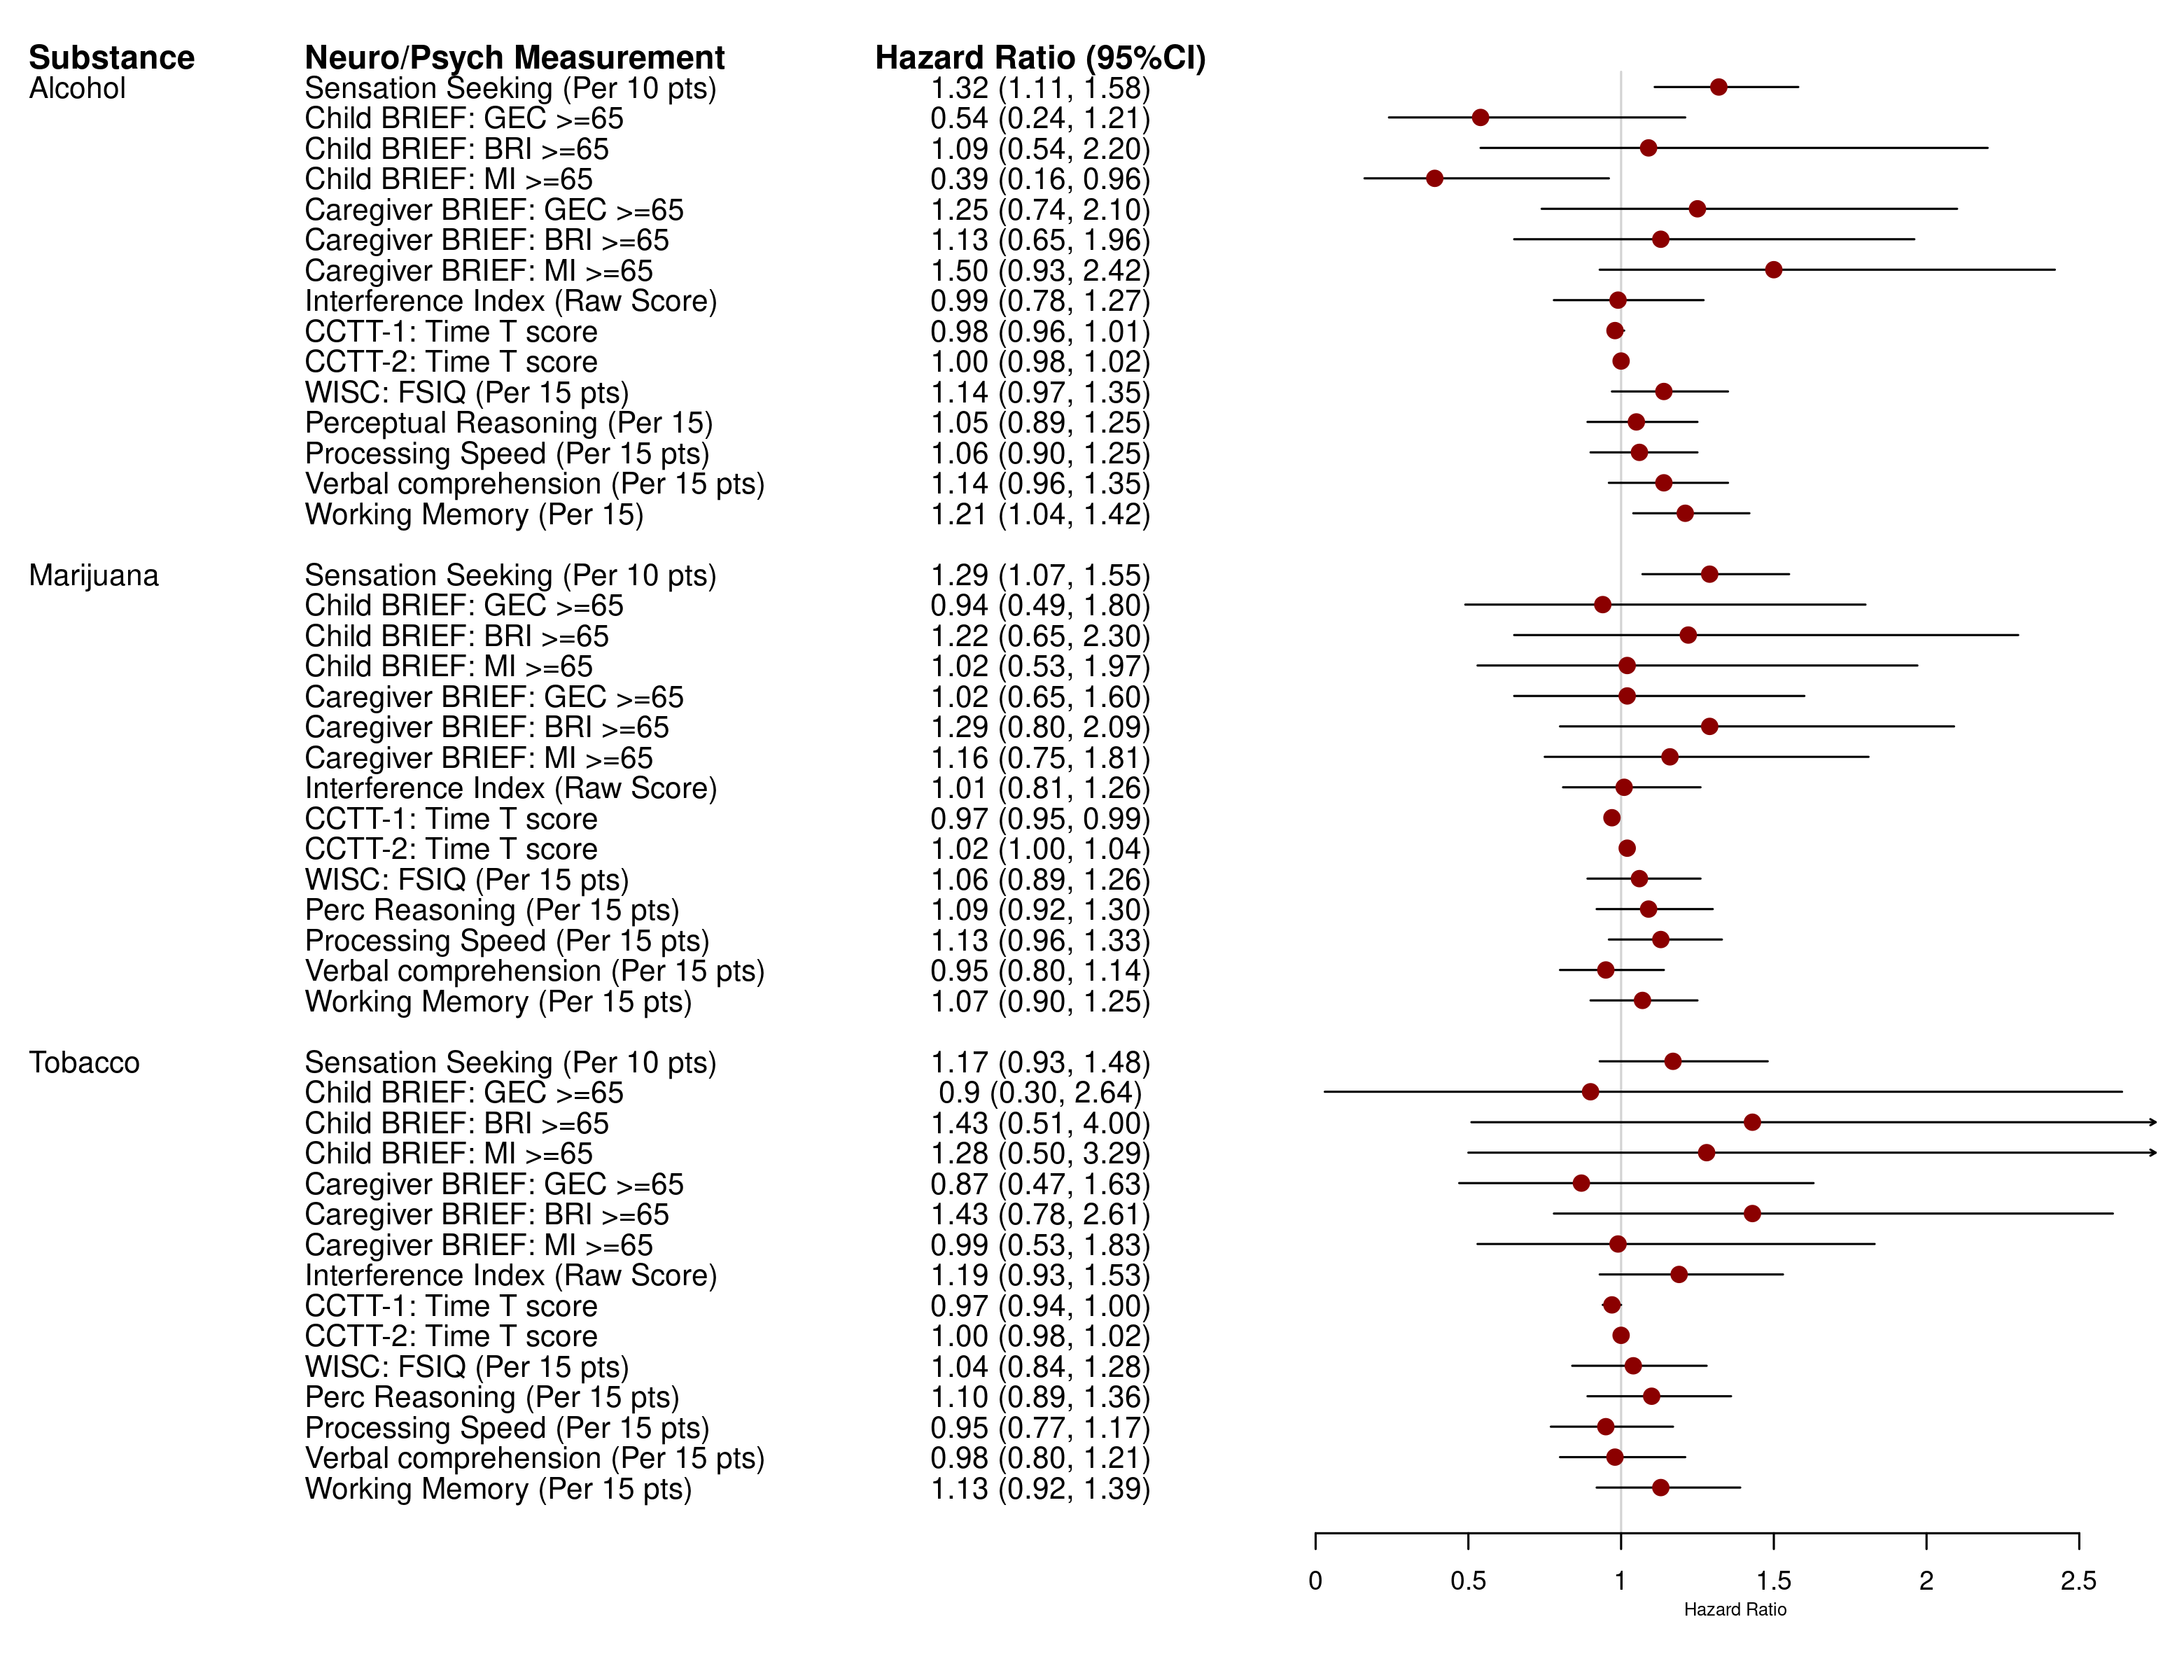 Substance Neuro/Psych Measurement Hazard Ratio (95%CI)
Alcohol Sensation Seeking (Per 10 pts) 1.32 (1.11, 1.58)
Child BRIEF: GEC >=65 0.54 (0.24, 1.21)
Child BRIEF: BRI >=65 1.09 (0.54, 2.20)
Child BRIEF: MI >=65 0.39 (0.16, 0.96)
Caregiver BRIEF: GEC >=65 1.25 (0.74, 2.10)
Caregiver BRIEF: BRI >=65 1.13 (0.65, 1.96)
Caregiver BRIEF: MI >=65 1.50 (0.93, 2.42)
Interference Index (Raw Score) 0.99 (0.78, 1.27)
CCTT-1: Time T score 0.98 (0.96, 1.01)
CCTT-2: Time T score 1.00 (0.98, 1.02)
WISC: FSIQ (Per 15 pts) 1.14 (0.97, 1.35)
Perceptual Reasoning (Per 15) 1.05 (0.89, 1.25)
Processing Speed (Per 15 pts) 1.06 (0.90, 1.25)
Verbal comprehension (Per 15 pts) 1.14 (0.96, 1.35)
Working Memory (Per 15) 1.21 (1.04, 1.42)
Marijuana Sensation Seeking (Per 10 pts) 1.29 (1.07, 1.55)
Child BRIEF: GEC >=65 0.94 (0.49, 1.80)
Child BRIEF: BRI >=65 1.22 (0.65, 2.30)
Child BRIEF: MI >=65 1.02 (0.53, 1.97)
Caregiver BRIEF: GEC >=65 1.02 (0.65, 1.60)
Caregiver BRIEF: BRI >=65 1.29 (0.80, 2.09)
Caregiver BRIEF: MI >=65 1.16 (0.75, 1.81)
Interference Index (Raw Score) 1.01 (0.81, 1.26)
CCTT-1: Time T score 0.97 (0.95, 0.99)
CCTT-2: Time T score 1.02 (1.00, 1.04)
WISC: FSIQ (Per 15 pts) 1.06 (0.89, 1.26)
Perc Reasoning (Per 15 pts) 1.09 (0.92, 1.30)
Processing Speed (Per 15 pts) 1.13 (0.96, 1.33)
Verbal comprehension (Per 15 pts) 0.95 (0.80, 1.14)
Working Memory (Per 15 pts) 1.07 (0.90, 1.25)
Tobacco Sensation Seeking (Per 10 pts) 1.17 (0.93, 1.48)
Child BRIEF: GEC >=65 0.9 (0.30, 2.64)
Child BRIEF: BRI >=65 1.43 (0.51, 4.00)
Child BRIEF: MI >=65 1.28 (0.50, 3.29)
Caregiver BRIEF: GEC >=65 0.87 (0.47, 1.63)
Caregiver BRIEF: BRI >=65 1.43 (0.78, 2.61)
Caregiver BRIEF: MI >=65 0.99 (0.53, 1.83)
Interference Index (Raw Score) 1.19 (0.93, 1.53)
CCTT-1: Time T score 0.97 (0.94, 1.00)
CCTT-2: Time T score 1.00 (0.98, 1.02)
WISC: FSIQ (Per 15 pts) 1.04 (0.84, 1.28)
Perc Reasoning (Per 15 pts) 1.10 (0.89, 1.36)
Processing Speed (Per 15 pts) 0.95 (0.77, 1.17)
Verbal comprehension (Per 15 pts) 0.98 (0.80, 1.21)
Working Memory (Per 15 pts) 1.13 (0.92, 1.39)
0 0.5 1 1.5 2 2.5
Hazard Ratio